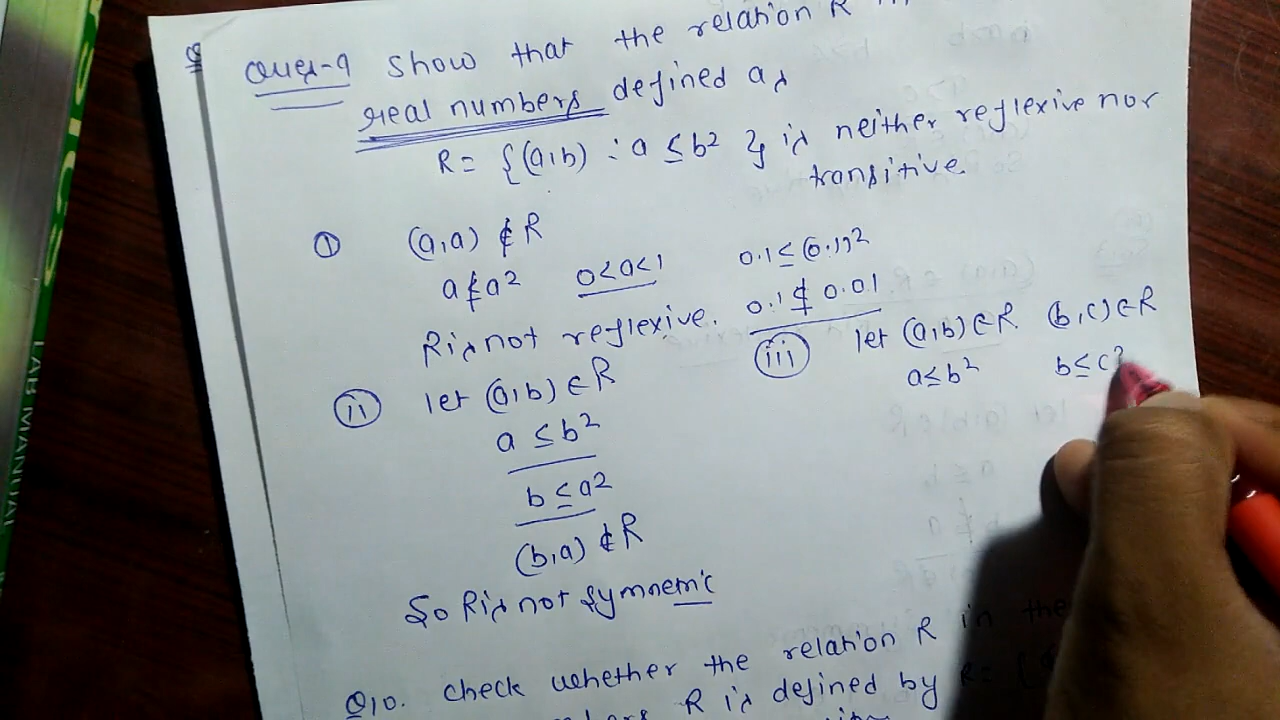 Ques-9 Show that the relation R
real numbers defined as
R = {(a,b) : a ≤ b² } is neither reflexive nor
transitive.
① (a,a) ∉ R
a ≰ a² 0<a<1 0.1 ≤ (0.1)²
R is not reflexive. 0.1 ≰ 0.01
(ii) let (a,b) ∈ R
a ≤ b²
b ≤ a²
(b,a) ∉ R
So R is not symmetric
(iii) let (a,b) ∈ R (b,c) ∈ R
a ≤ b² b ≤ c²
Q10. Check whether the relation R in the
R is defined by R = {
LAB MANUAL